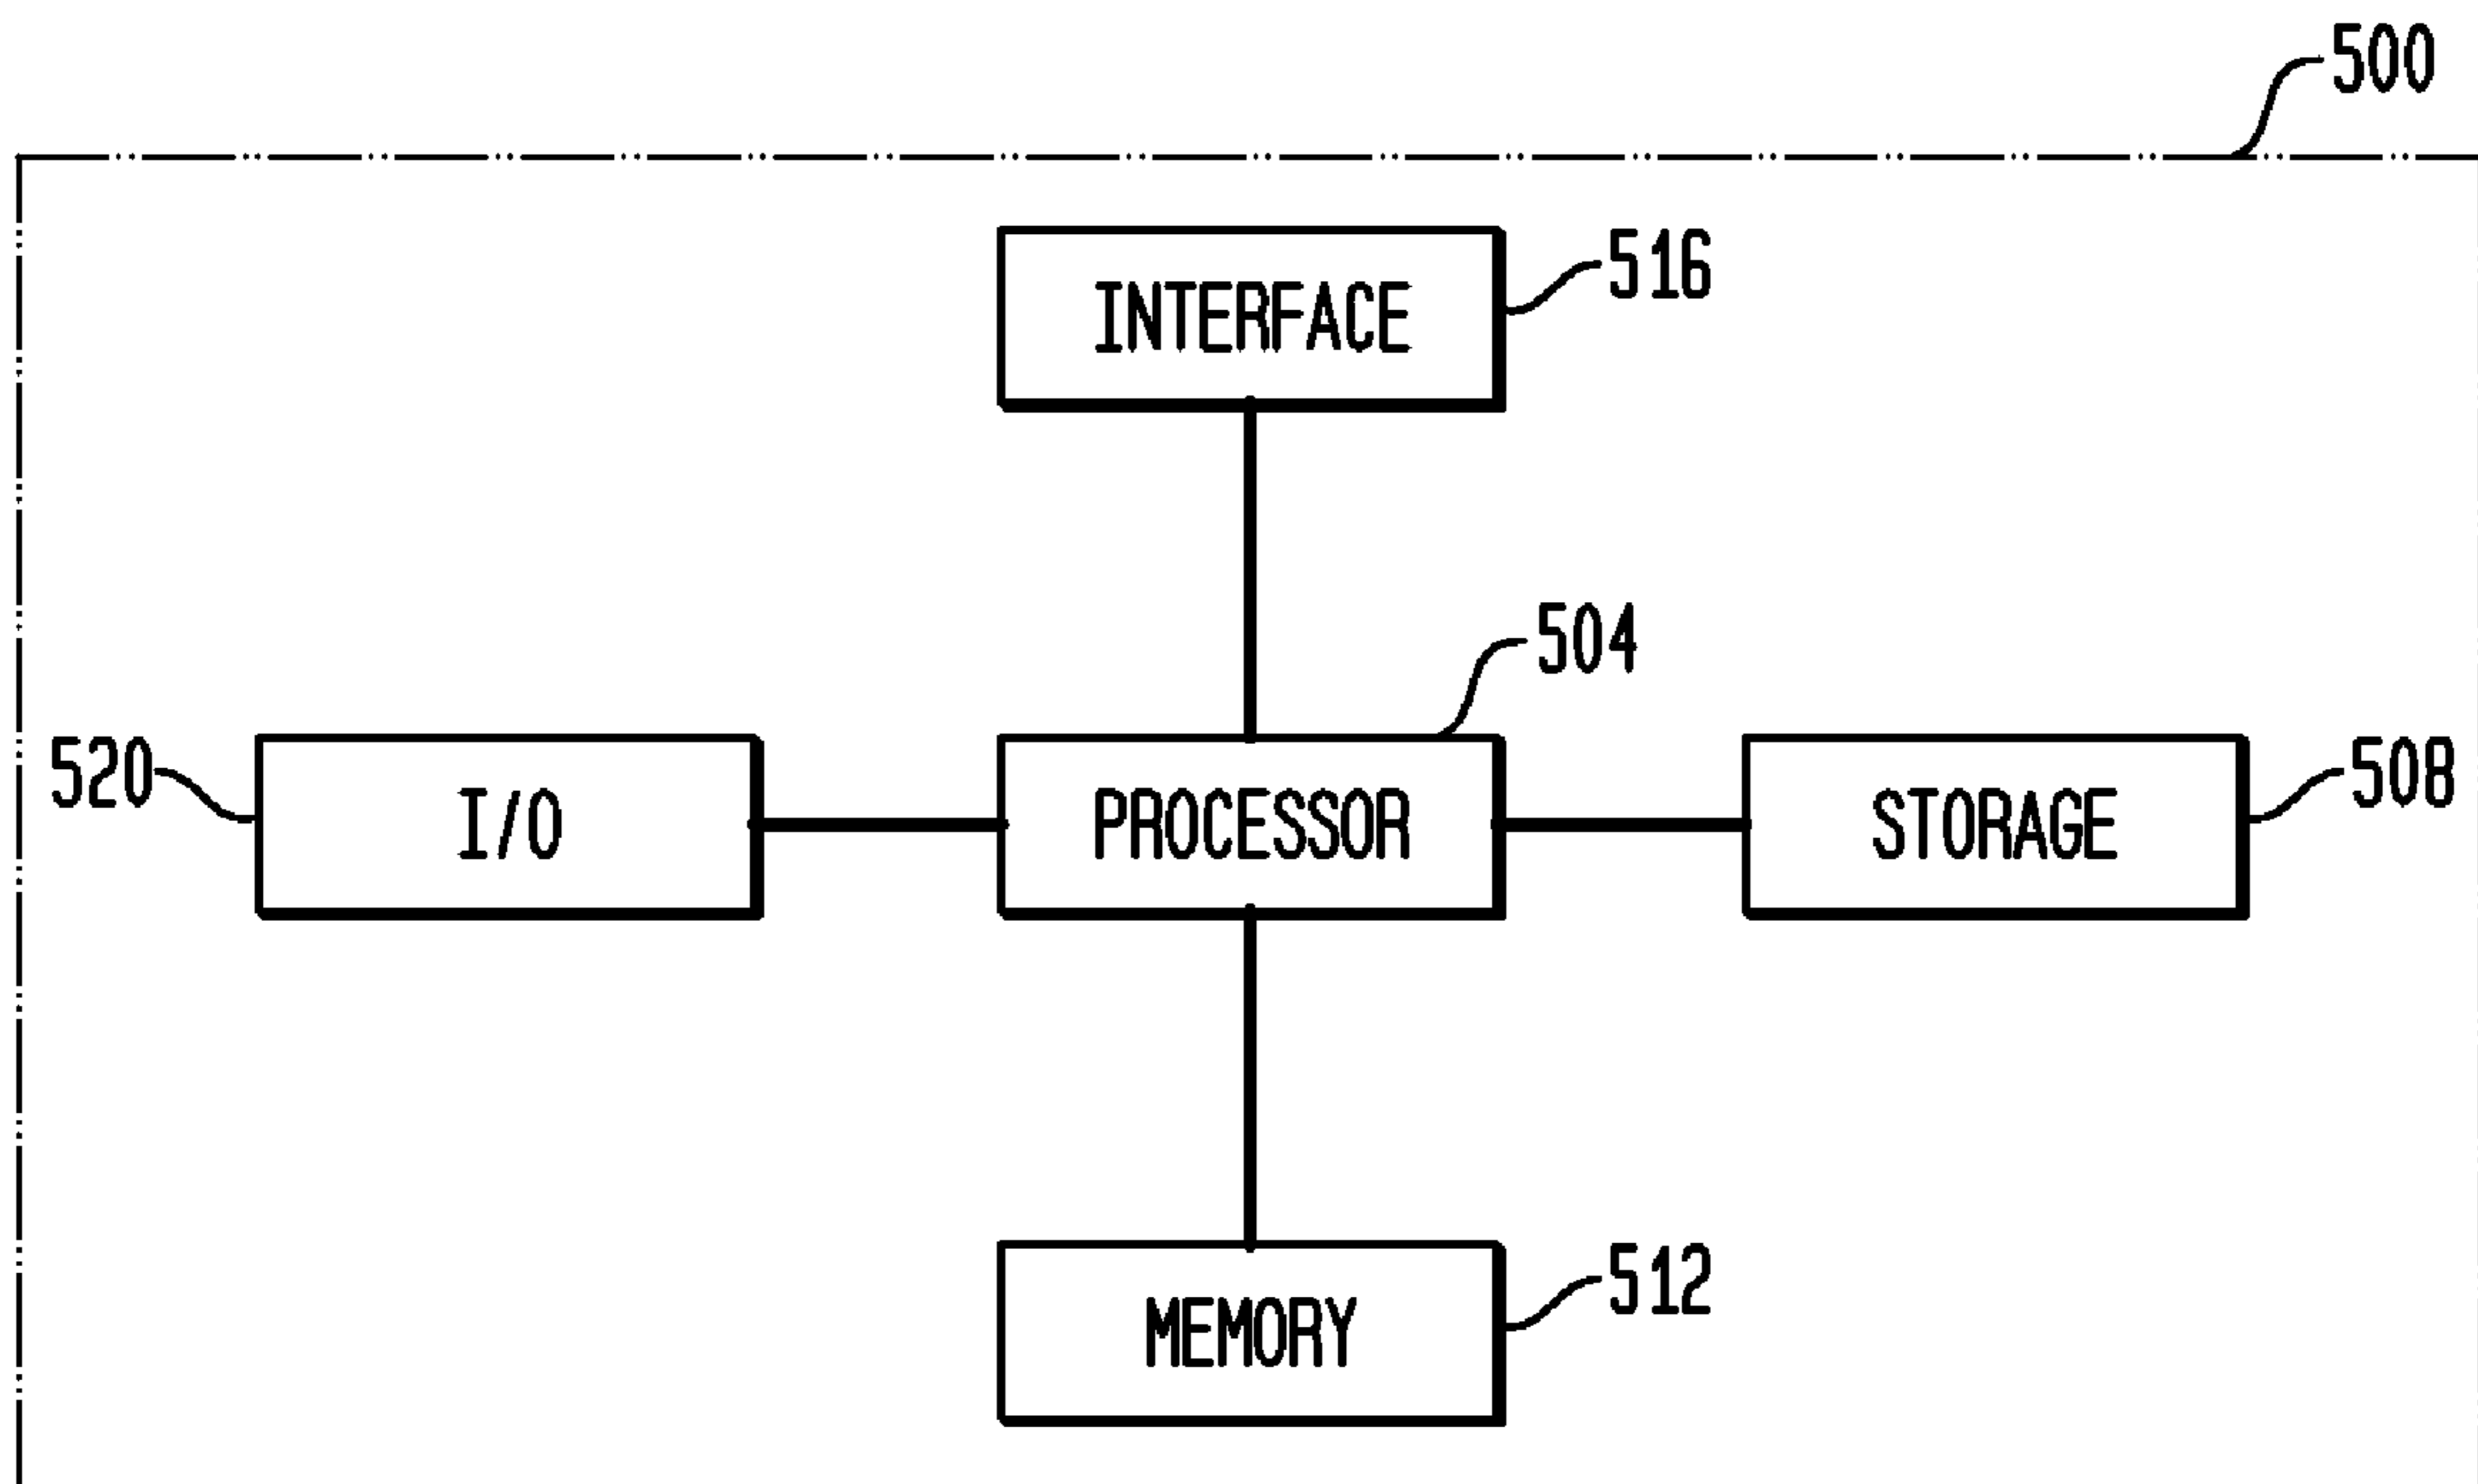 500
INTERFACE
516
504
520
I/O
PROCESSOR
STORAGE
508
MEMORY
512